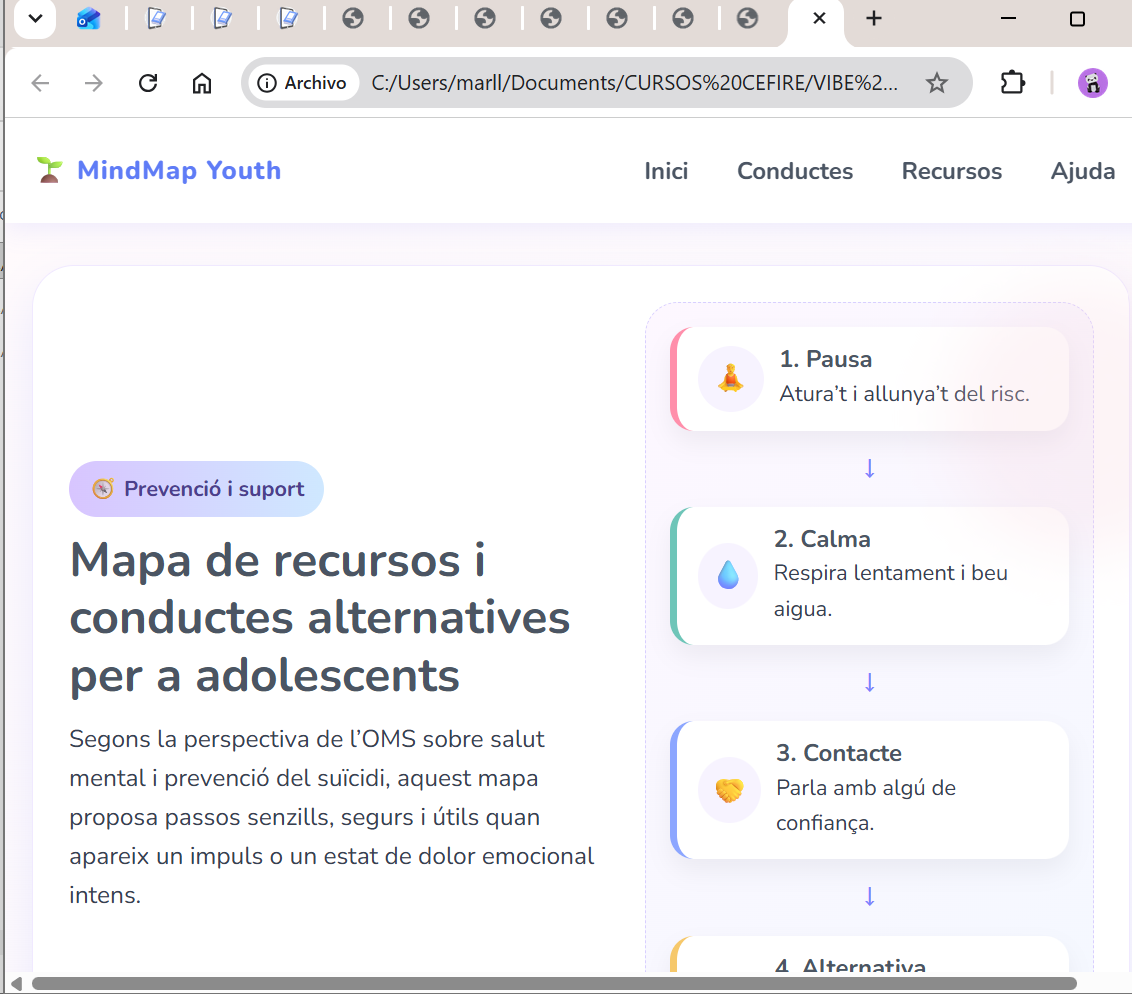 Archivo
C:/Users/marll/Documents/CURSOS%20CEFIRE/VIBE%2...
MindMap Youth
Inici
Conductes
Recursos
Ajuda
Prevenció i suport
Mapa de recursos i
conductes alternatives
per a adolescents
Segons la perspectiva de l’OMS sobre salut
mental i prevenció del suïcidi, aquest mapa
proposa passos senzills, segurs i útils quan
apareix un impuls o un estat de dolor emocional
intens.
1. Pausa
Atura’t i allunya’t del risc.
↓
2. Calma
Respira lentament i beu
aigua.
↓
3. Contacte
Parla amb algú de
confiança.
↓
4. Alternativa